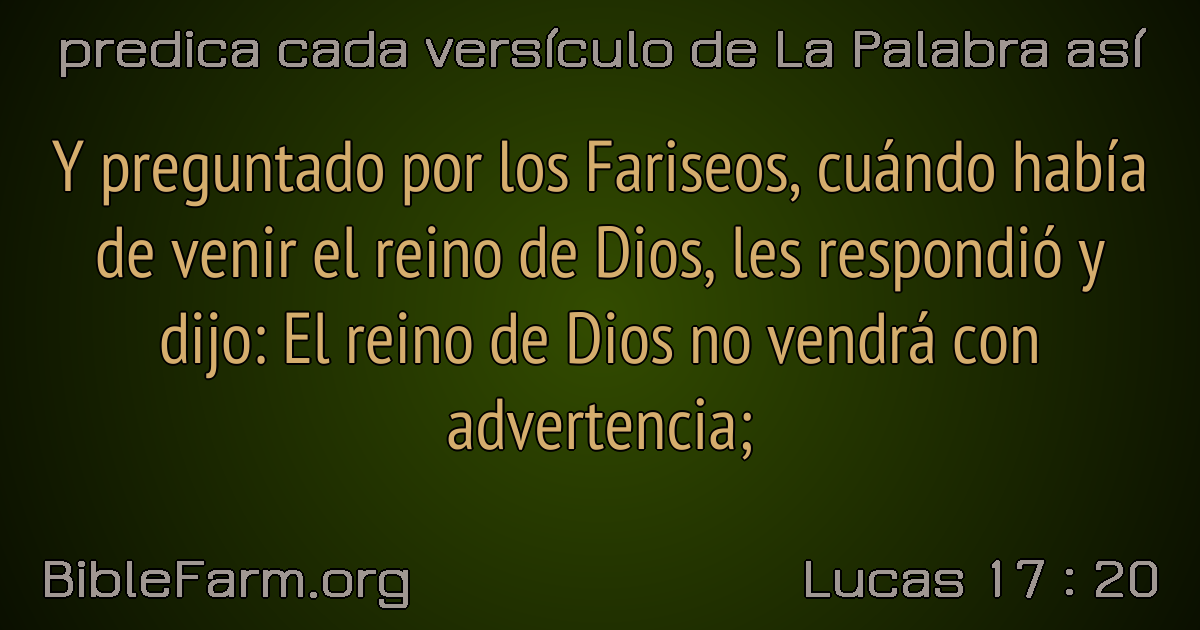 predica cada versículo de La Palabra así
Y preguntado por los Fariseos, cuándo había
de venir el reino de Dios, les respondió y
dijo: El reino de Dios no vendrá con
advertencia;
BibleFarm.org
Lucas 17 : 20